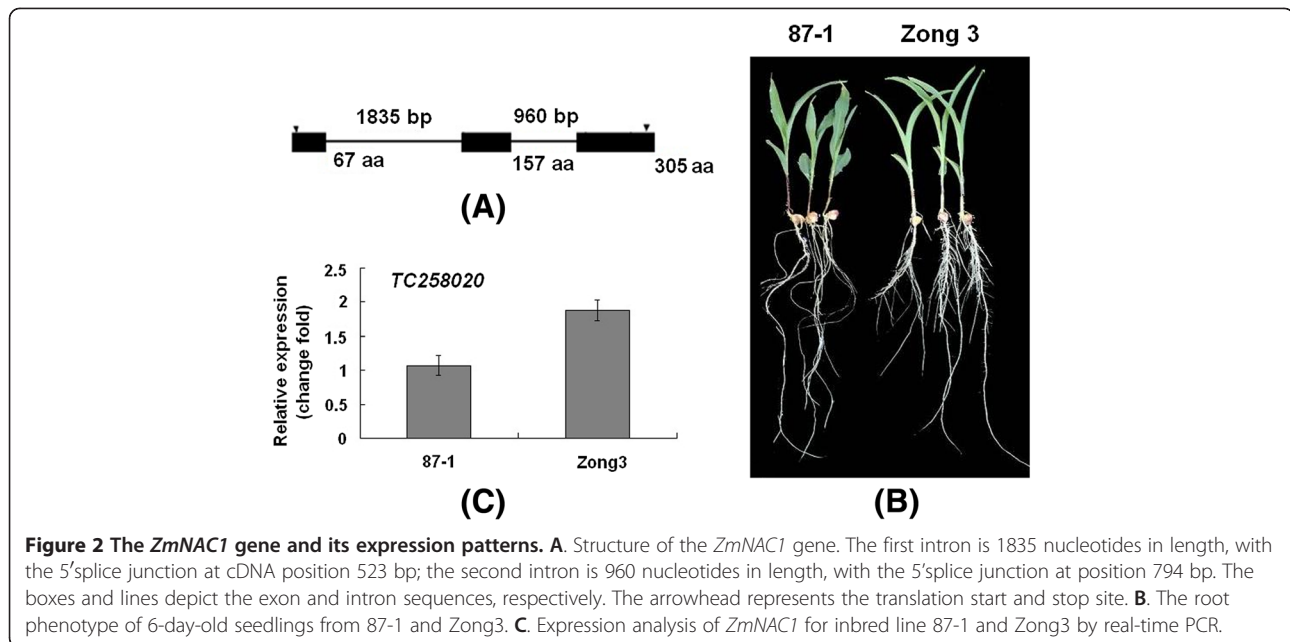 87-1 Zong 3
1835 bp 960 bp
67 aa 157 aa 305 aa
(A)
Relative expression
(change fold)
2.5
2
1.5
1
0.5
0
TC258020
87-1 Zong3
(C)
(B)
Figure 2 The ZmNAC1 gene and its expression patterns. A. Structure of the ZmNAC1 gene. The first intron is 1835 nucleotides in length, with
the 5′splice junction at cDNA position 523 bp; the second intron is 960 nucleotides in length, with the 5'splice junction at position 794 bp. The
boxes and lines depict the exon and intron sequences, respectively. The arrowhead represents the translation start and stop site. B. The root
phenotype of 6-day-old seedlings from 87-1 and Zong3. C. Expression analysis of ZmNAC1 for inbred line 87-1 and Zong3 by real-time PCR.